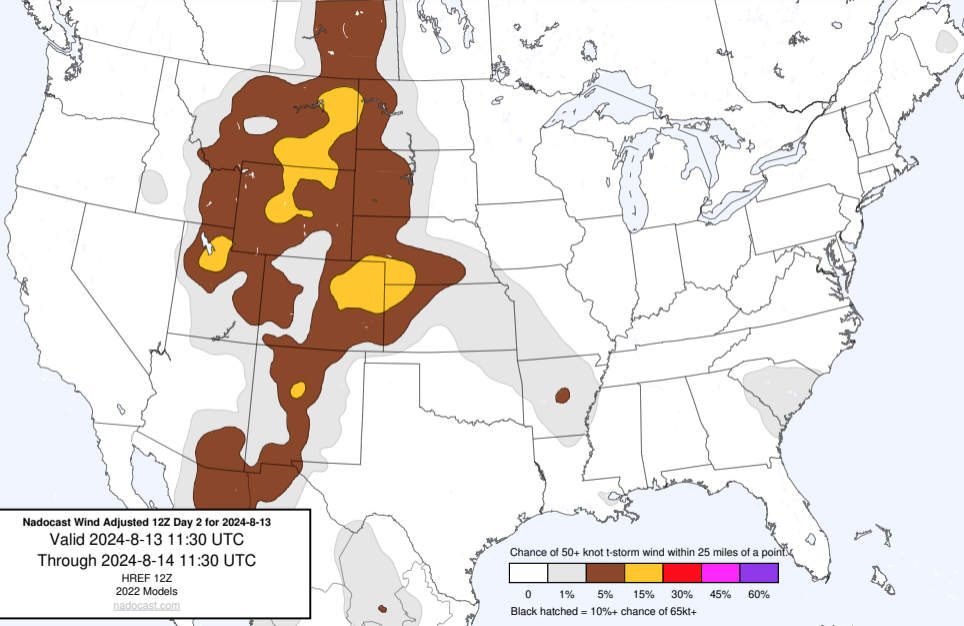 Nadocast Wind Adjusted 12Z Day 2 for 2024-8-13
Valid 2024-8-13 11:30 UTC
Through 2024-8-14 11:30 UTC
HREF 12Z
2022 Models
nadocast.com
Chance of 50+ knot t-storm wind within 25 miles of a point.
0 1% 5% 15% 30% 45% 60%
Black hatched = 10%+ chance of 65kt+